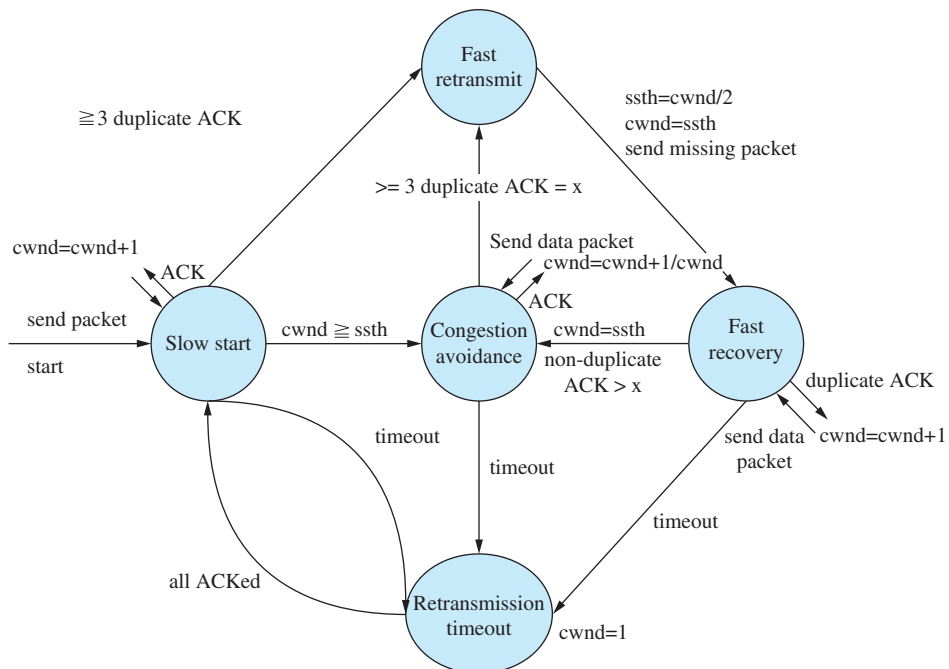 Fast
retransmit
ssth=cwnd/2
cwnd=ssth
send missing packet
≧3 duplicate ACK
>= 3 duplicate ACK = x
cwnd=cwnd+1
ACK
Send data packet
cwnd=cwnd+1/cwnd
ACK
send packet
start
Slow start
cwnd ≧ ssth
Congestion
avoidance
cwnd=ssth
non-duplicate
ACK > x
Fast
recovery
duplicate ACK
cwnd=cwnd+1
send data
packet
timeout
timeout
timeout
all ACKed
Retransmission
timeout
cwnd=1